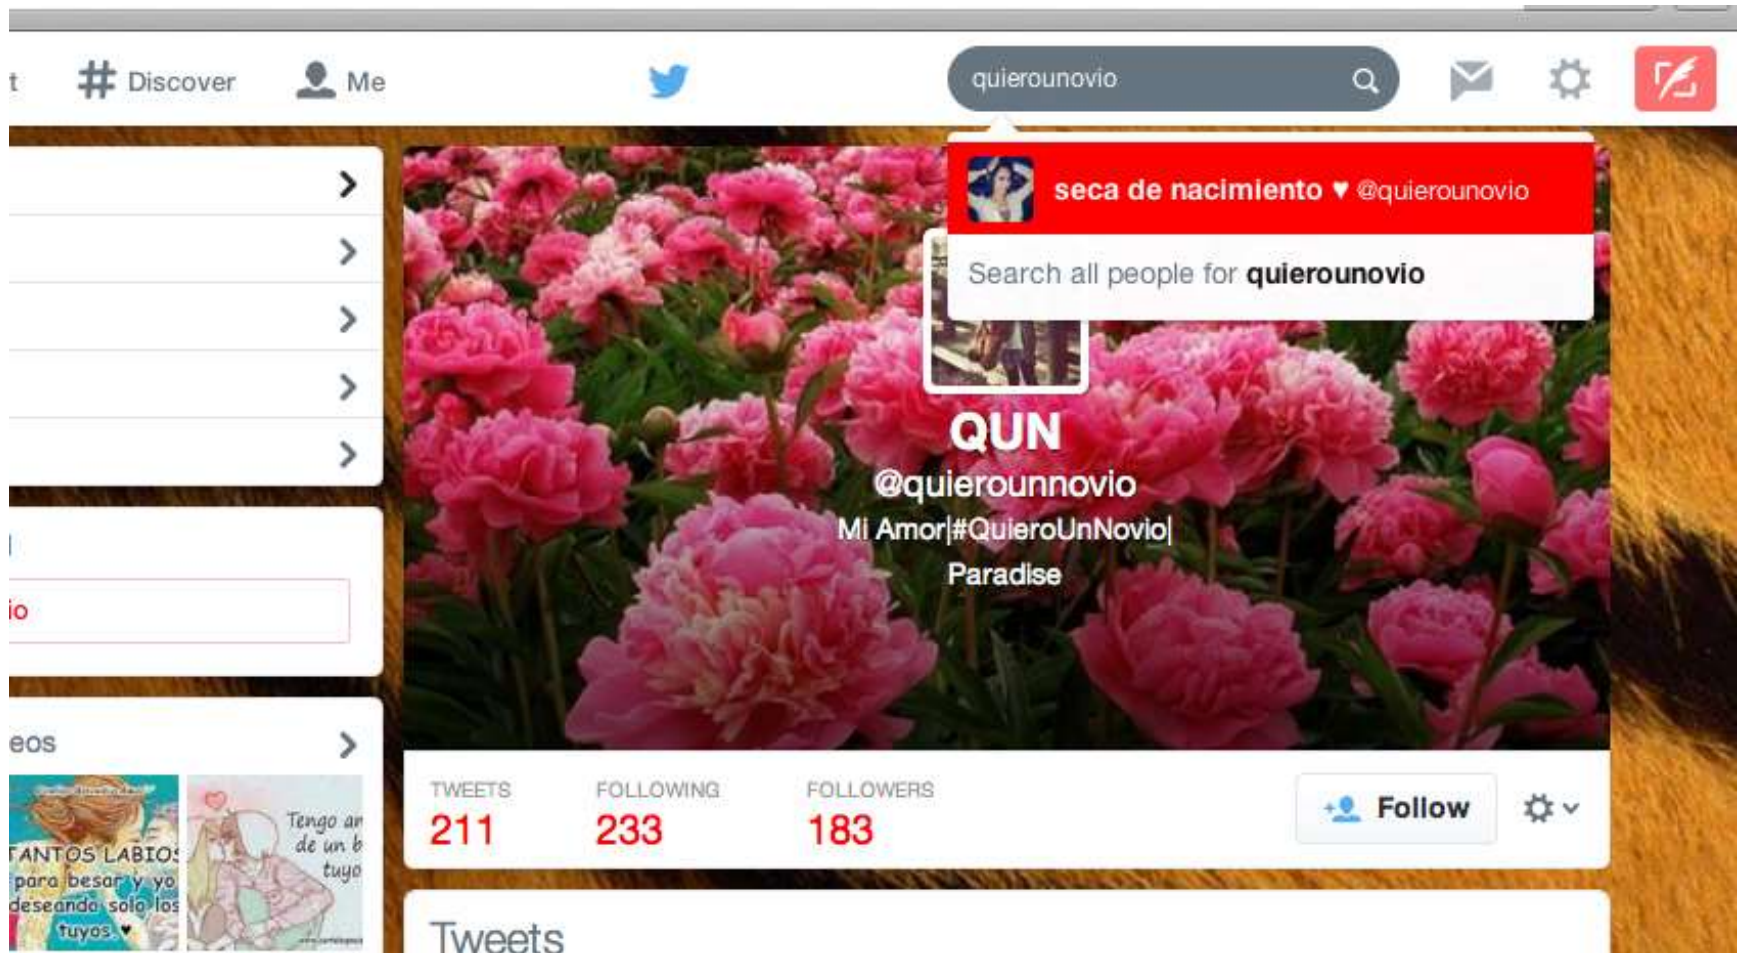 t
Discover
Me
quierounovio
seca de nacimiento ♥ @quierounovio
Search all people for quierounovio
QUN
@quierounnovio
Mi Amor|#QuieroUnNovio|
Paradise
io
eos
TANTOS LABIOS
para besar y yo
deseando solo los
tuyos.♥
Tengo an
de un b
tuyo
TWEETS
FOLLOWING
FOLLOWERS
211
233
183
Follow
Tweets